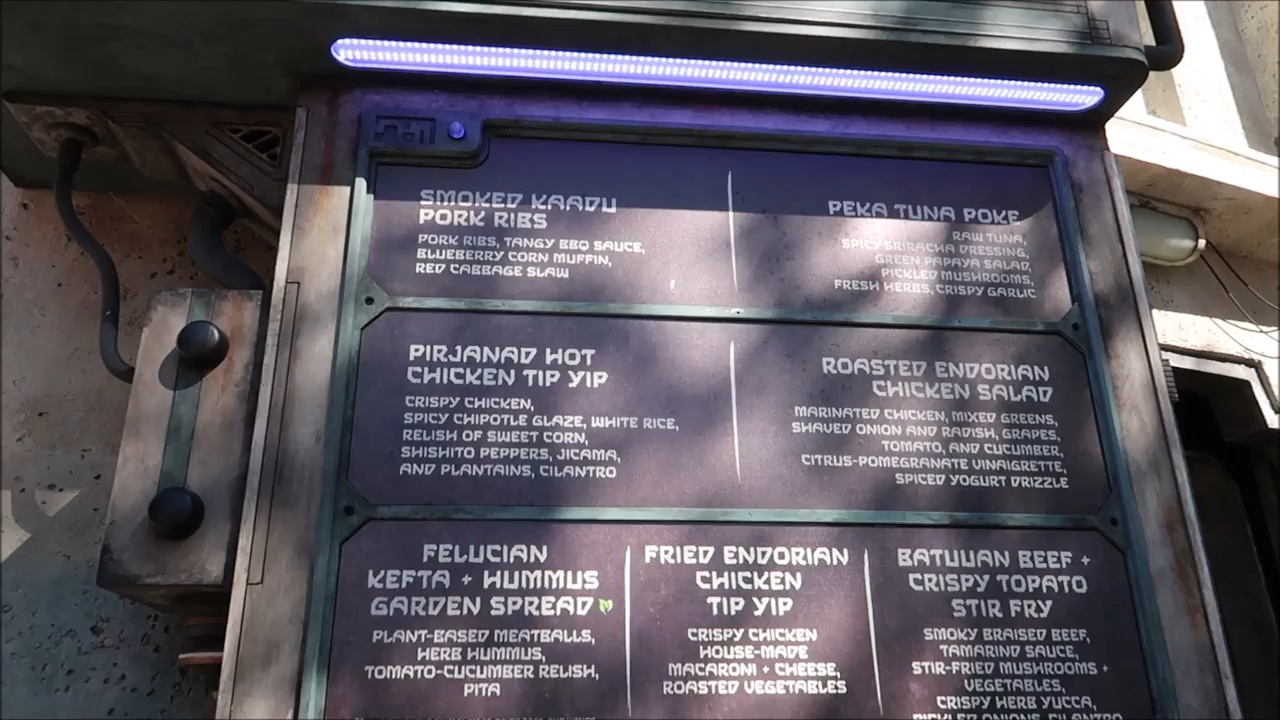 SMOKED KAADU
PORK RIBS
PORK RIBS, TANGY BBQ SAUCE,
BLUEBERRY CORN MUFFIN,
RED CABBAGE SLAW
PEKA TUNA POKE
RAW TUNA,
SPICY SRIRACHA DRESSING,
GREEN PAPAYA SALAD,
PICKLED MUSHROOMS,
FRESH HERBS, CRISPY GARLIC
PIRJANAD HOT
CHICKEN TIP YIP
CRISPY CHICKEN,
SPICY CHIPOTLE GLAZE, WHITE RICE,
RELISH OF SWEET CORN,
SHISHITO PEPPERS, JICAMA,
AND PLANTAINS, CILANTRO
ROASTED ENDORIAN
CHICKEN SALAD
MARINATED CHICKEN, MIXED GREENS,
SHAVED ONION AND RADISH, GRAPES,
TOMATO, AND CUCUMBER,
CITRUS-POMEGRANATE VINAIGRETTE,
SPICED YOGURT DRIZZLE
FELUCIAN
KEFTA + HUMMUS
GARDEN SPREAD
PLANT-BASED MEATBALLS,
HERB HUMMUS,
TOMATO-CUCUMBER RELISH,
PITA
FRIED ENDORIAN
CHICKEN
TIP YIP
CRISPY CHICKEN
HOUSE-MADE
MACARONI + CHEESE,
ROASTED VEGETABLES
BATUUAN BEEF +
CRISPY TOPATO
STIR FRY
SMOKY BRAISED BEEF,
TAMARIND SAUCE,
STIR-FRIED MUSHROOMS +
VEGETABLES,
CRISPY HERB YUCCA,
PICKLED ONIONS, CILANTRO